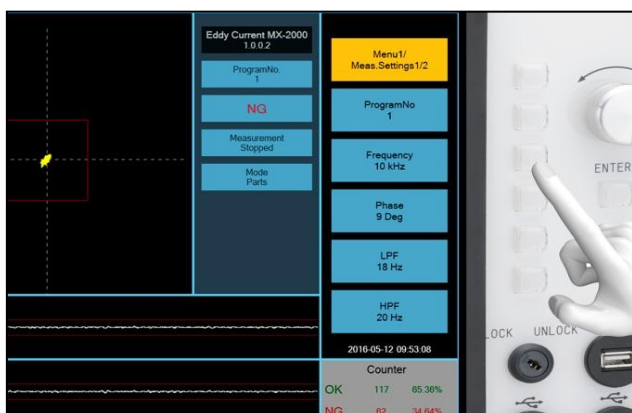 Eddy Current MX-2000
1.0.0.2
ProgramNo.
1
NG
Measurement
Stopped
Mode
Parts
Menu1/
Meas.Settings1/2
ProgramNo
1
Frequency
10 kHz
Phase
9 Deg
LPF
18 Hz
HPF
20 Hz
2016-05-12 09:53:08
Counter
OK 117 65.36%
NG 62 34.64%
ENTER
LOCK UNLOCK